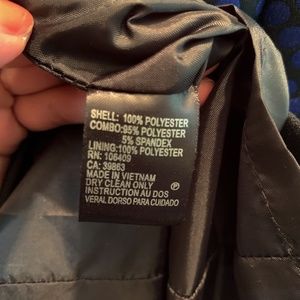 SHELL: 100% POLYESTER
COMBO:95% POLYESTER
5% SPANDEX
LINING:100% POLYESTER
RN: 106409
CA: 39863
MADE IN VIETNAM
DRY CLEAN ONLY Ⓟ
INSTRUCTION AU DOS
VERAL DORSO PARA CUIDADO